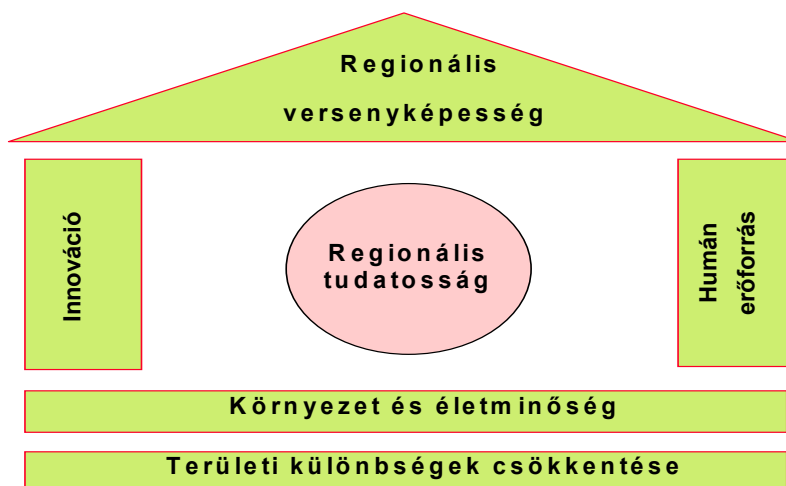 Regionális
versenyképesség
Innováció
Regionális
tudatosság
Humán
erőforrás
Környezet és életminőség
Területi különbségek csökkentése